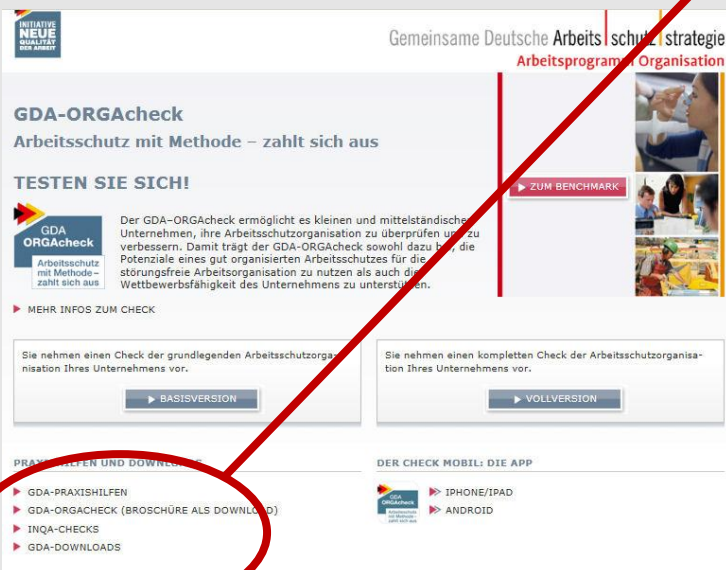 INITIATIVE
NEUE
QUALITÄT
DER ARBEIT
Gemeinsame Deutsche Arbeitsschutzstrategie
Arbeitsprogramm Organisation
GDA-ORGAcheck
Arbeitsschutz mit Methode – zahlt sich aus
TESTEN SIE SICH!
ZUM BENCHMARK
GDA
ORGAcheck
Arbeitsschutz
mit Methode –
zahlt sich aus
Der GDA-ORGAcheck ermöglicht es kleinen und mittelständischen
Unternehmen, ihre Arbeitsschutzorganisation zu überprüfen und zu
verbessern. Damit trägt der GDA-ORGAcheck sowohl dazu bei, die
Potenziale eines gut organisierten Arbeitsschutzes für die
störungsfreie Arbeitsorganisation zu nutzen als auch die
Wettbewerbsfähigkeit des Unternehmens zu unterstützen.
MEHR INFOS ZUM CHECK
Sie nehmen einen Check der grundlegenden Arbeitsschutzorga-
nisation Ihres Unternehmens vor.
BASISVERSION
Sie nehmen einen kompletten Check der Arbeitsschutzorganisa-
tion Ihres Unternehmens vor.
VOLLVERSION
PRAXISHILFEN UND DOWNLOADS
GDA-PRAXISHILFEN
GDA-ORGACHECK (BROSCHÜRE ALS DOWNLOAD)
INQA-CHECKS
GDA-DOWNLOADS
DER CHECK MOBIL: DIE APP
GDA
ORGAcheck
IPHONE/IPAD
ANDROID